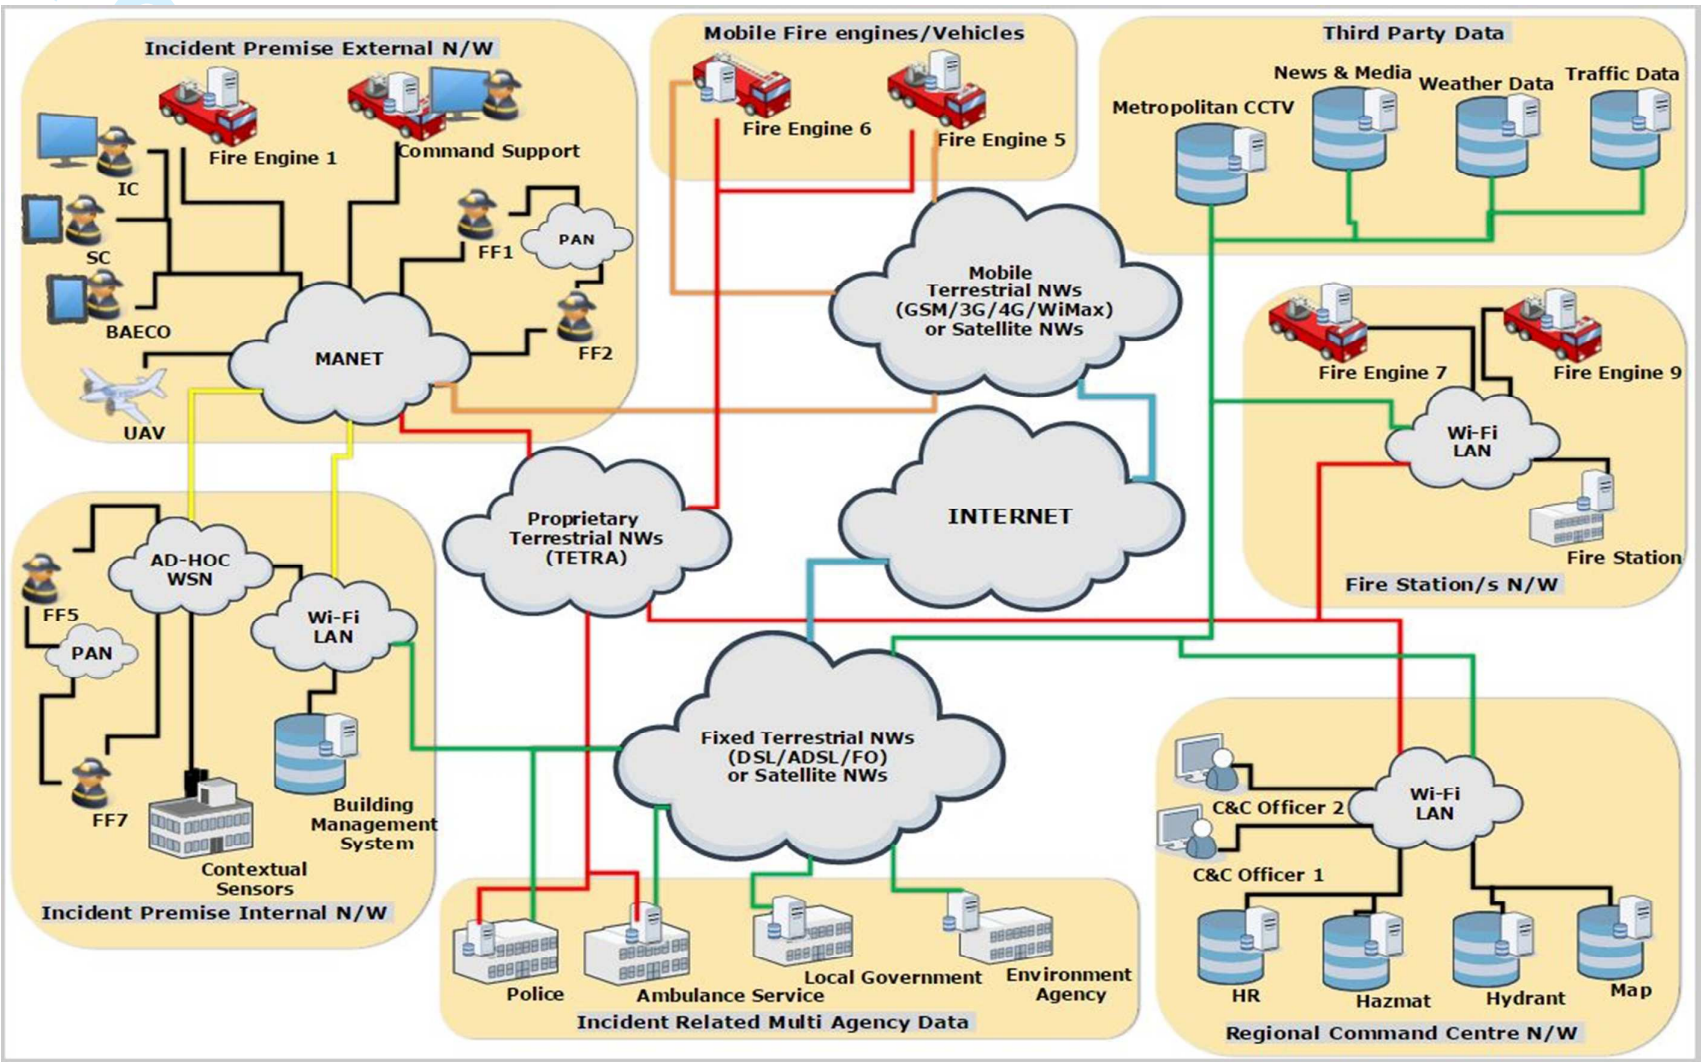 Incident Premise External N/W
Fire Engine 1
Command Support
IC
SC
BAECO
UAV
FF1
PAN
FF2
MANET
Mobile Fire engines/Vehicles
Fire Engine 6
Fire Engine 5
Third Party Data
Metropolitan CCTV
News & Media
Weather Data
Traffic Data
Mobile
Terrestrial NWs
(GSM/3G/4G/WiMax)
or Satellite NWs
INTERNET
Proprietary
Terrestrial NWs
(TETRA)
Fire Engine 7
Fire Engine 9
Wi-Fi
LAN
Fire Station
Fire Station/s N/W
AD-HOC
WSN
FF5
PAN
FF7
Wi-Fi
LAN
Building
Management
System
Contextual
Sensors
Incident Premise Internal N/W
Fixed Terrestrial NWs
(DSL/ADSL/FO)
or Satellite NWs
Police
Ambulance Service
Local Government
Environment
Agency
Incident Related Multi Agency Data
C&C Officer 2
C&C Officer 1
Wi-Fi
LAN
HR
Hazmat
Hydrant
Map
Regional Command Centre N/W